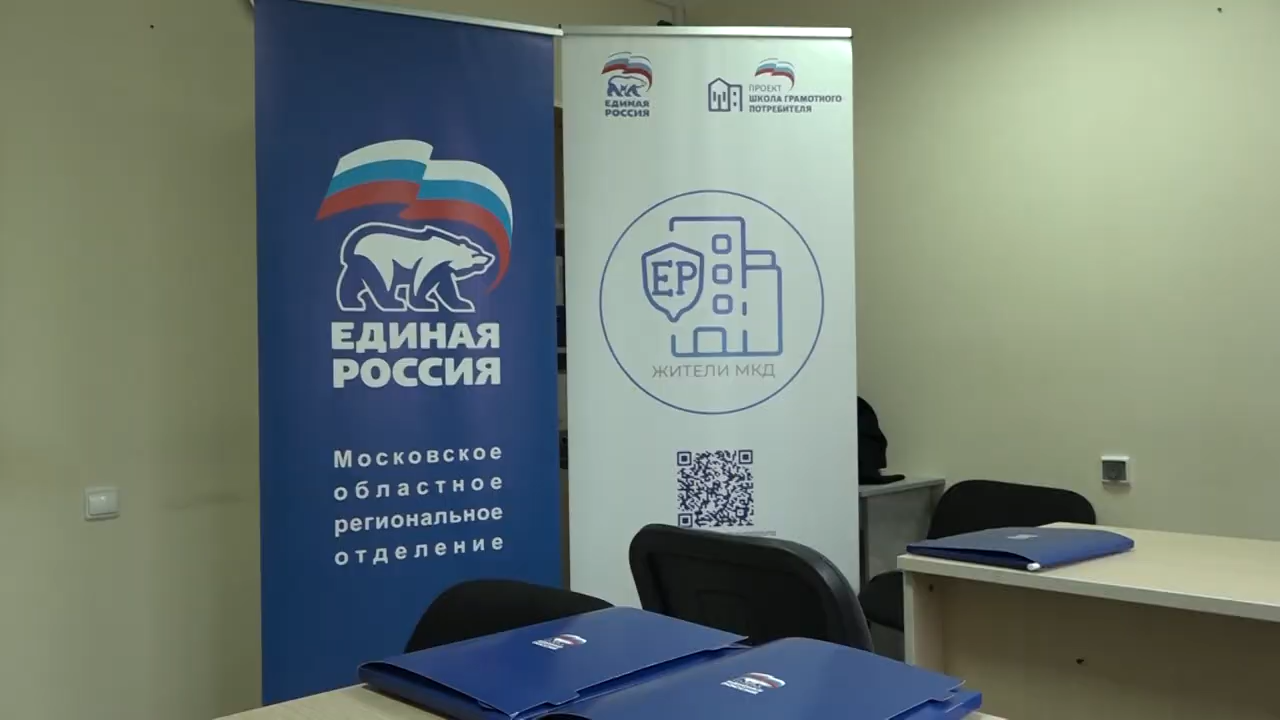 ЕДИНАЯ
РОССИЯ
Московское
областное
региональное
отделение
ЕДИНАЯ
РОССИЯ
ПРОЕКТ
ШКОЛА ГРАМОТНОГО
ПОТРЕБИТЕЛЯ
ЕР
ЖИТЕЛИ МКД